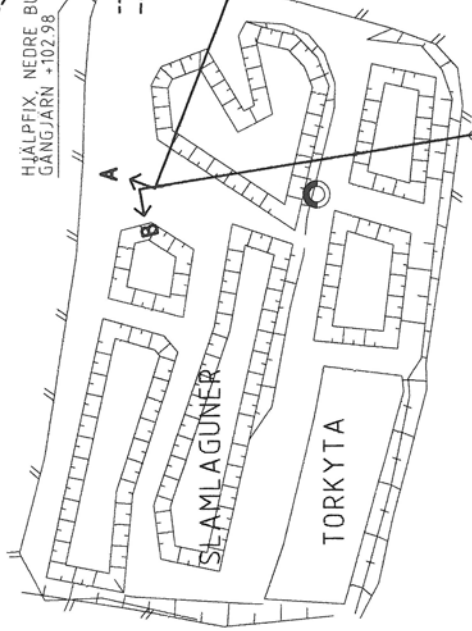 HJÄLPFIX, NEDRE
GÅNGJÄRN +102.98
A
B
SLAMLAGUNER
TORKYTA